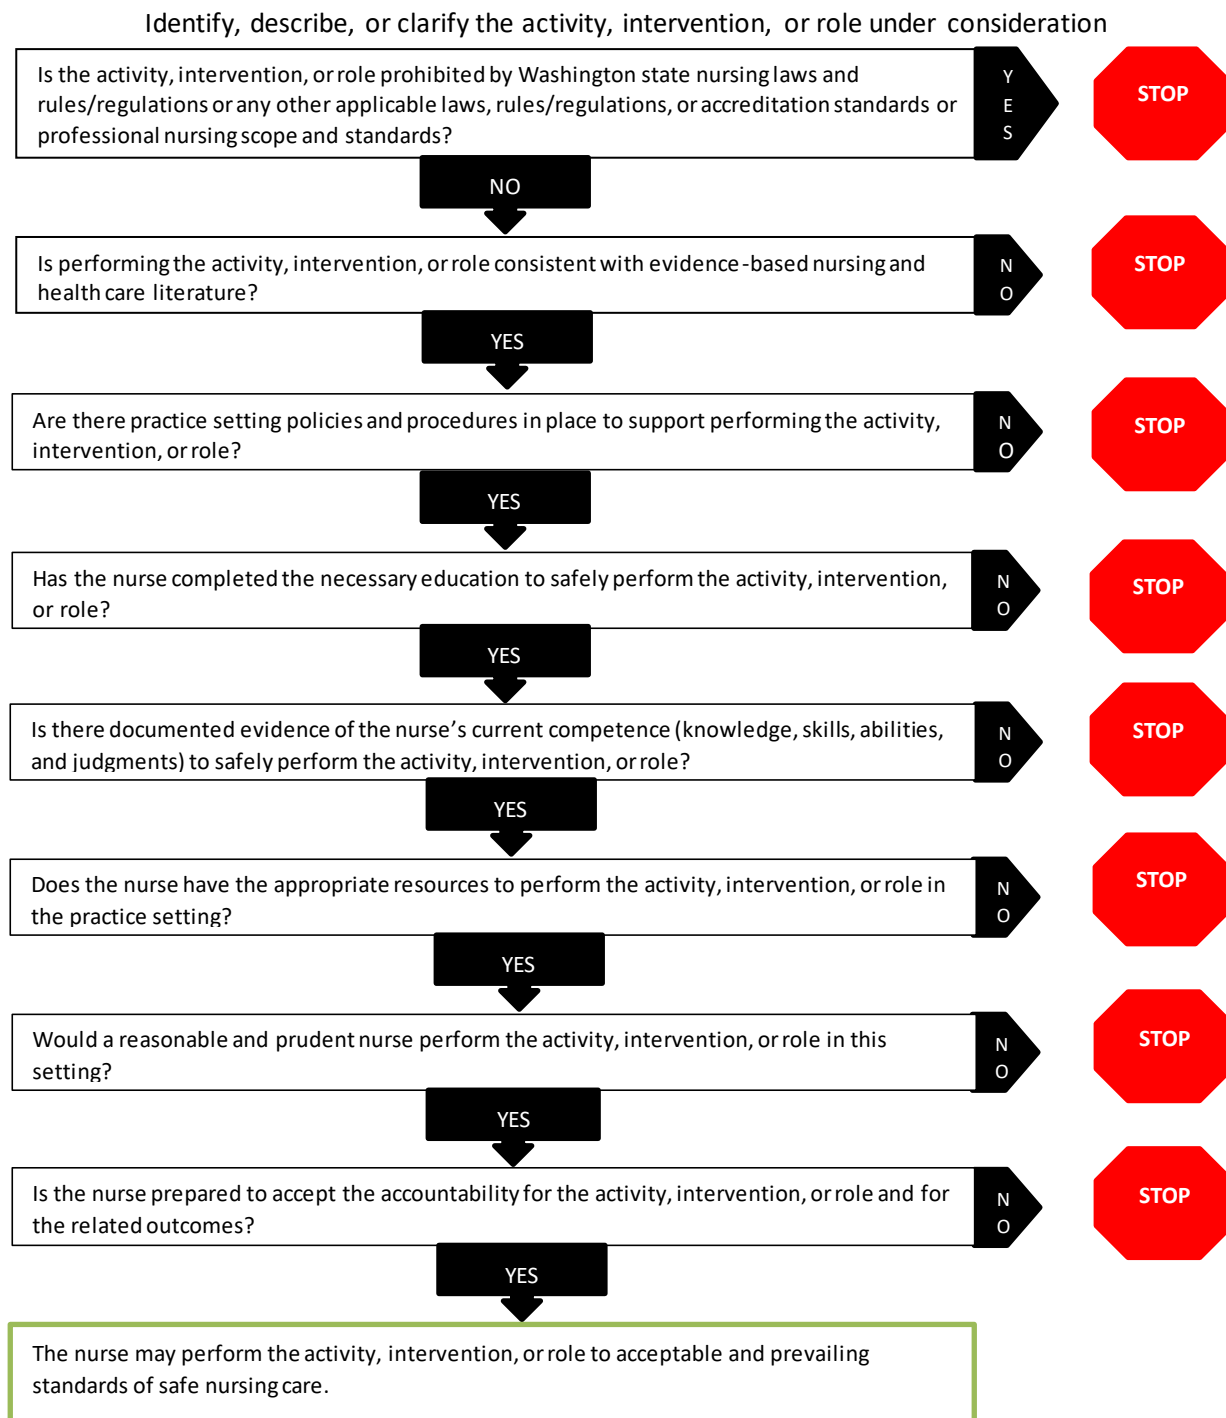 Identify, describe, or clarify the activity, intervention, or role under consideration
Is the activity, intervention, or role prohibited by Washington state nursing laws and
rules/regulations or any other applicable laws, rules/regulations, or accreditation standards or
professional nursing scope and standards?
YES
STOP
NO
Is performing the activity, intervention, or role consistent with evidence-based nursing and
health care literature?
NO
STOP
YES
Are there practice setting policies and procedures in place to support performing the activity,
intervention, or role?
NO
STOP
YES
Has the nurse completed the necessary education to safely perform the activity, intervention,
or role?
NO
STOP
YES
Is there documented evidence of the nurse's current competence (knowledge, skills, abilities,
and judgments) to safely perform the activity, intervention, or role?
NO
STOP
YES
Does the nurse have the appropriate resources to perform the activity, intervention, or role in
the practice setting?
NO
STOP
YES
Would a reasonable and prudent nurse perform the activity, intervention, or role in this
setting?
NO
STOP
YES
Is the nurse prepared to accept the accountability for the activity, intervention, or role and for
the related outcomes?
NO
STOP
YES
The nurse may perform the activity, intervention, or role to acceptable and prevailing
standards of safe nursing care.